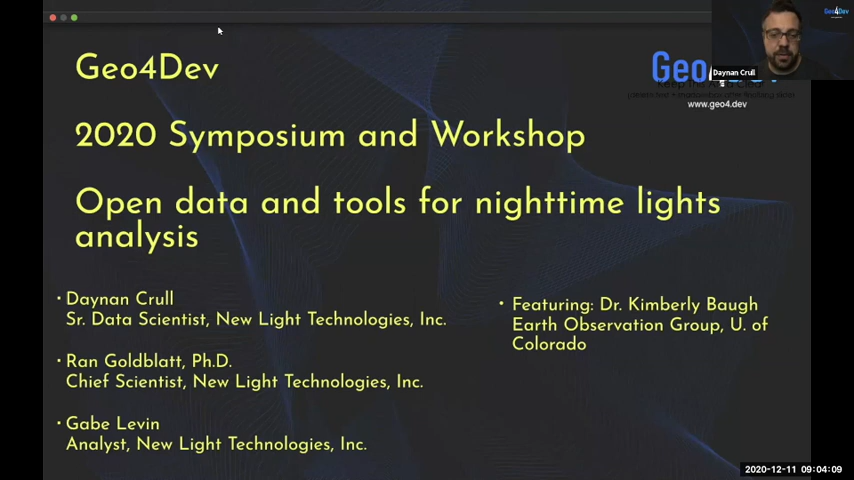 Geo4Dev
2020 Symposium and Workshop
Open data and tools for nighttime lights
analysis
• Daynan Crull
Sr. Data Scientist, New Light Technologies, Inc.
• Ran Goldblatt, Ph.D.
Chief Scientist, New Light Technologies, Inc.
• Gabe Levin
Analyst, New Light Technologies, Inc.
• Featuring: Dr. Kimberly Baugh
Earth Observation Group, U. of
Colorado
Geo
www.geo4.dev
Daynan Crull
Geo4Dev
2020-12-11 09:04:09